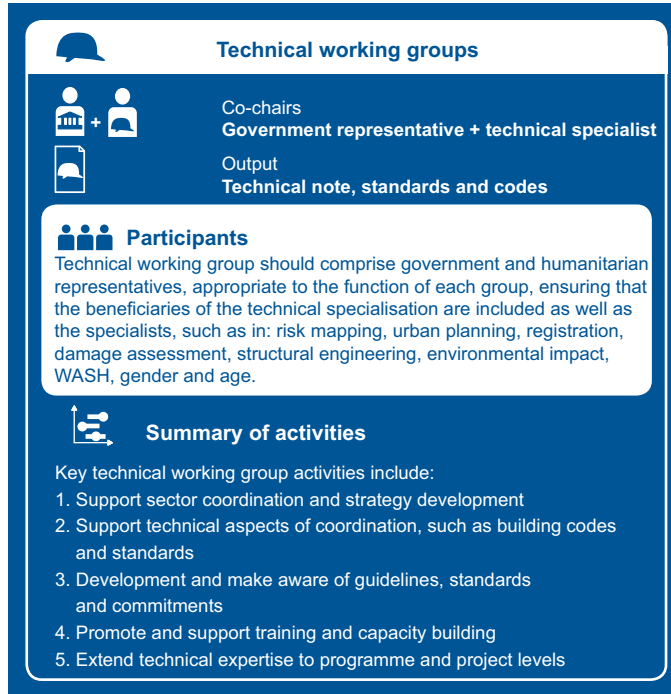 Technical working groups
+
Co-chairs
Government representative + technical specialist
Output
Technical note, standards and codes
Participants
Technical working group should comprise government and humanitarian
representatives, appropriate to the function of each group, ensuring that
the beneficiaries of the technical specialisation are included as well as
the specialists, such as in: risk mapping, urban planning, registration,
damage assessment, structural engineering, environmental impact,
WASH, gender and age.
Summary of activities
Key technical working group activities include:
1. Support sector coordination and strategy development
2. Support technical aspects of coordination, such as building codes
and standards
3. Development and make aware of guidelines, standards
and commitments
4. Promote and support training and capacity building
5. Extend technical expertise to programme and project levels